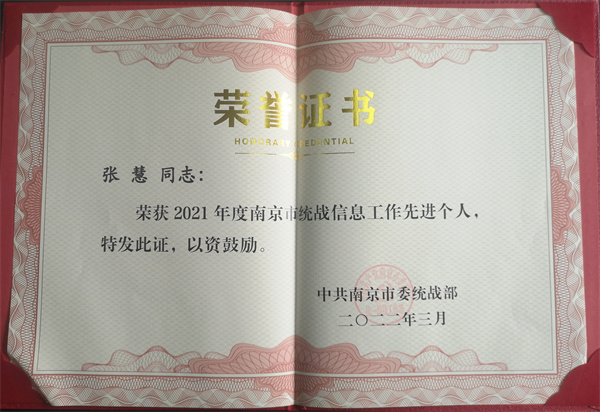 荣誉证书
HONORARY CREDENTIAL
张 慧 同志：
荣获 2021 年度南京市统战信息工作先进个人，
特发此证，以资鼓励。
中共南京市委统战部
二〇二二年三月